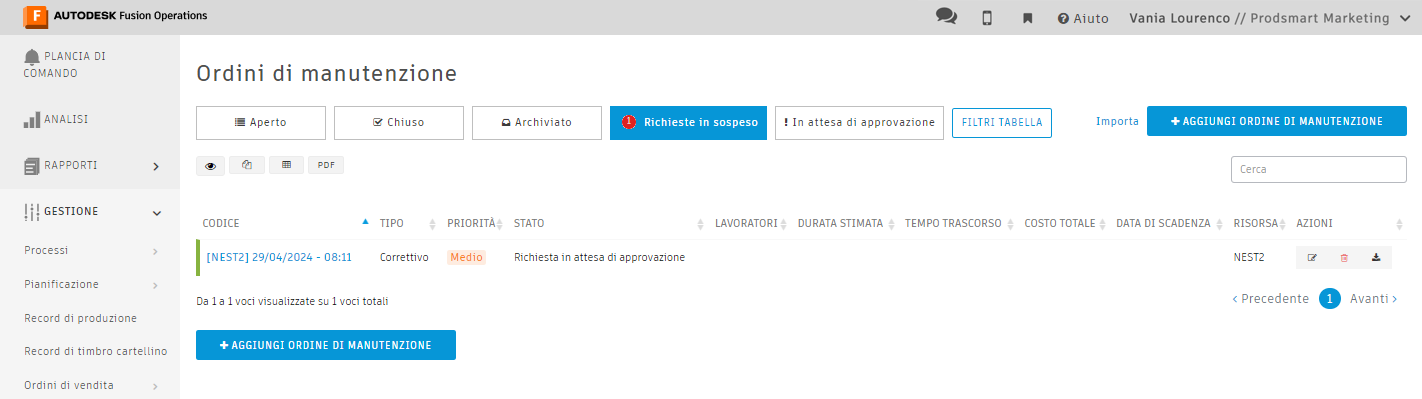 F AUTODESK Fusion Operations
Aiuto
Vania Lourenco // Prodsmart Marketing
PLANCIA DI
COMANDO
ANALISI
RAPPORTI
GESTIONE
Processi
Pianificazione
Record di produzione
Record di timbro cartellino
Ordini di vendita
Ordini di manutenzione
Aperto
Chiuso
Archiviato
1 Richieste in sospeso
In attesa di approvazione
FILTRI TABELLA
Importa
+ AGGIUNGI ORDINE DI MANUTENZIONE
PDF
Cerca
CODICE TIPO PRIORITÀ STATO LAVORATORI DURATA STIMATA TEMPO TRASCORSO COSTO TOTALE DATA DI SCADENZA RISORSA AZIONI
[NEST2] 29/04/2024 - 08:11 Correttivo Medio Richiesta in attesa di approvazione NEST2
Da 1 a 1 voci visualizzate su 1 voci totali
‹ Precedente 1 Avanti ›
+ AGGIUNGI ORDINE DI MANUTENZIONE